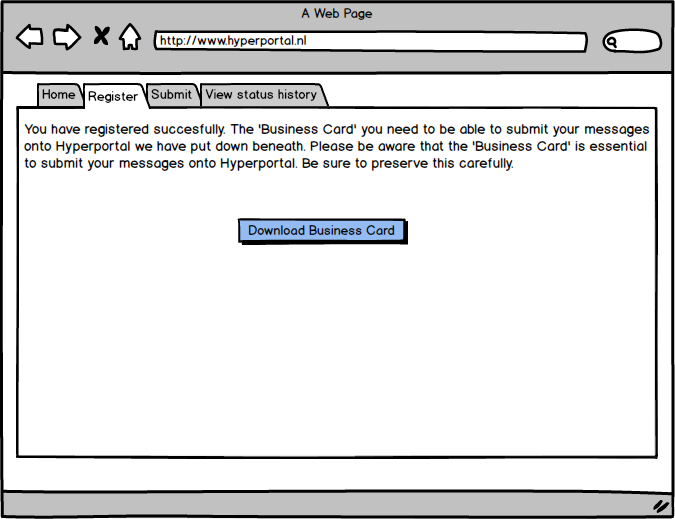 A Web Page
http://www.hyperportal.nl
Home Register Submit View status history
You have registered succesfully. The 'Business Card' you need to be able to submit your messages
onto Hyperportal we have put down beneath. Please be aware that the 'Business Card' is essential
to submit your messages onto Hyperportal. Be sure to preserve this carefully.
Download Business Card